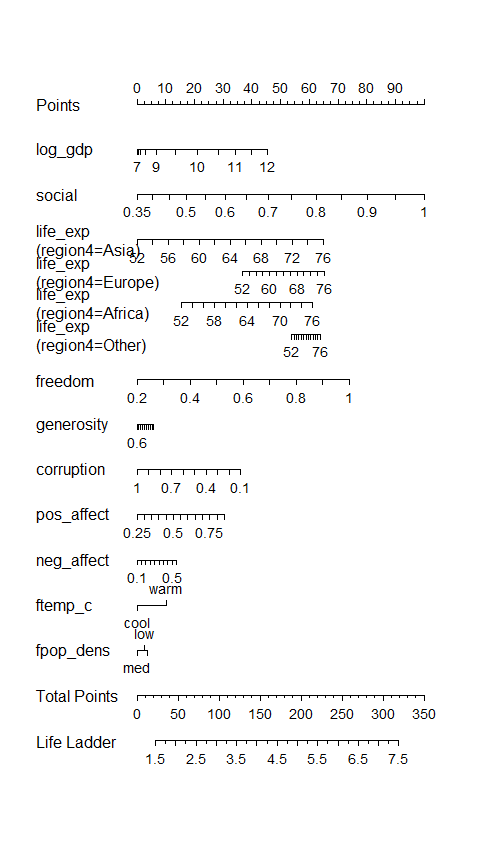 0 10 20 30 40 50 60 70 80 90
Points
log_gdp
7 9 10 11 12
social
0.35 0.5 0.6 0.7 0.8 0.9 1
life_exp
(region4=Asia)
52 56 60 64 68 72 76
life_exp
(region4=Europe)
52 60 68 76
life_exp
(region4=Africa)
52 58 64 70 76
life_exp
(region4=Other)
52 76
freedom
0.2 0.4 0.6 0.8 1
generosity
0.6
corruption
1 0.7 0.4 0.1
pos_affect
0.25 0.5 0.75
neg_affect
0.1 0.5
warm
ftemp_c
cool
low
fpop_dens
med
Total Points
0 50 100 150 200 250 300 350
Life Ladder
1.5 2.5 3.5 4.5 5.5 6.5 7.5